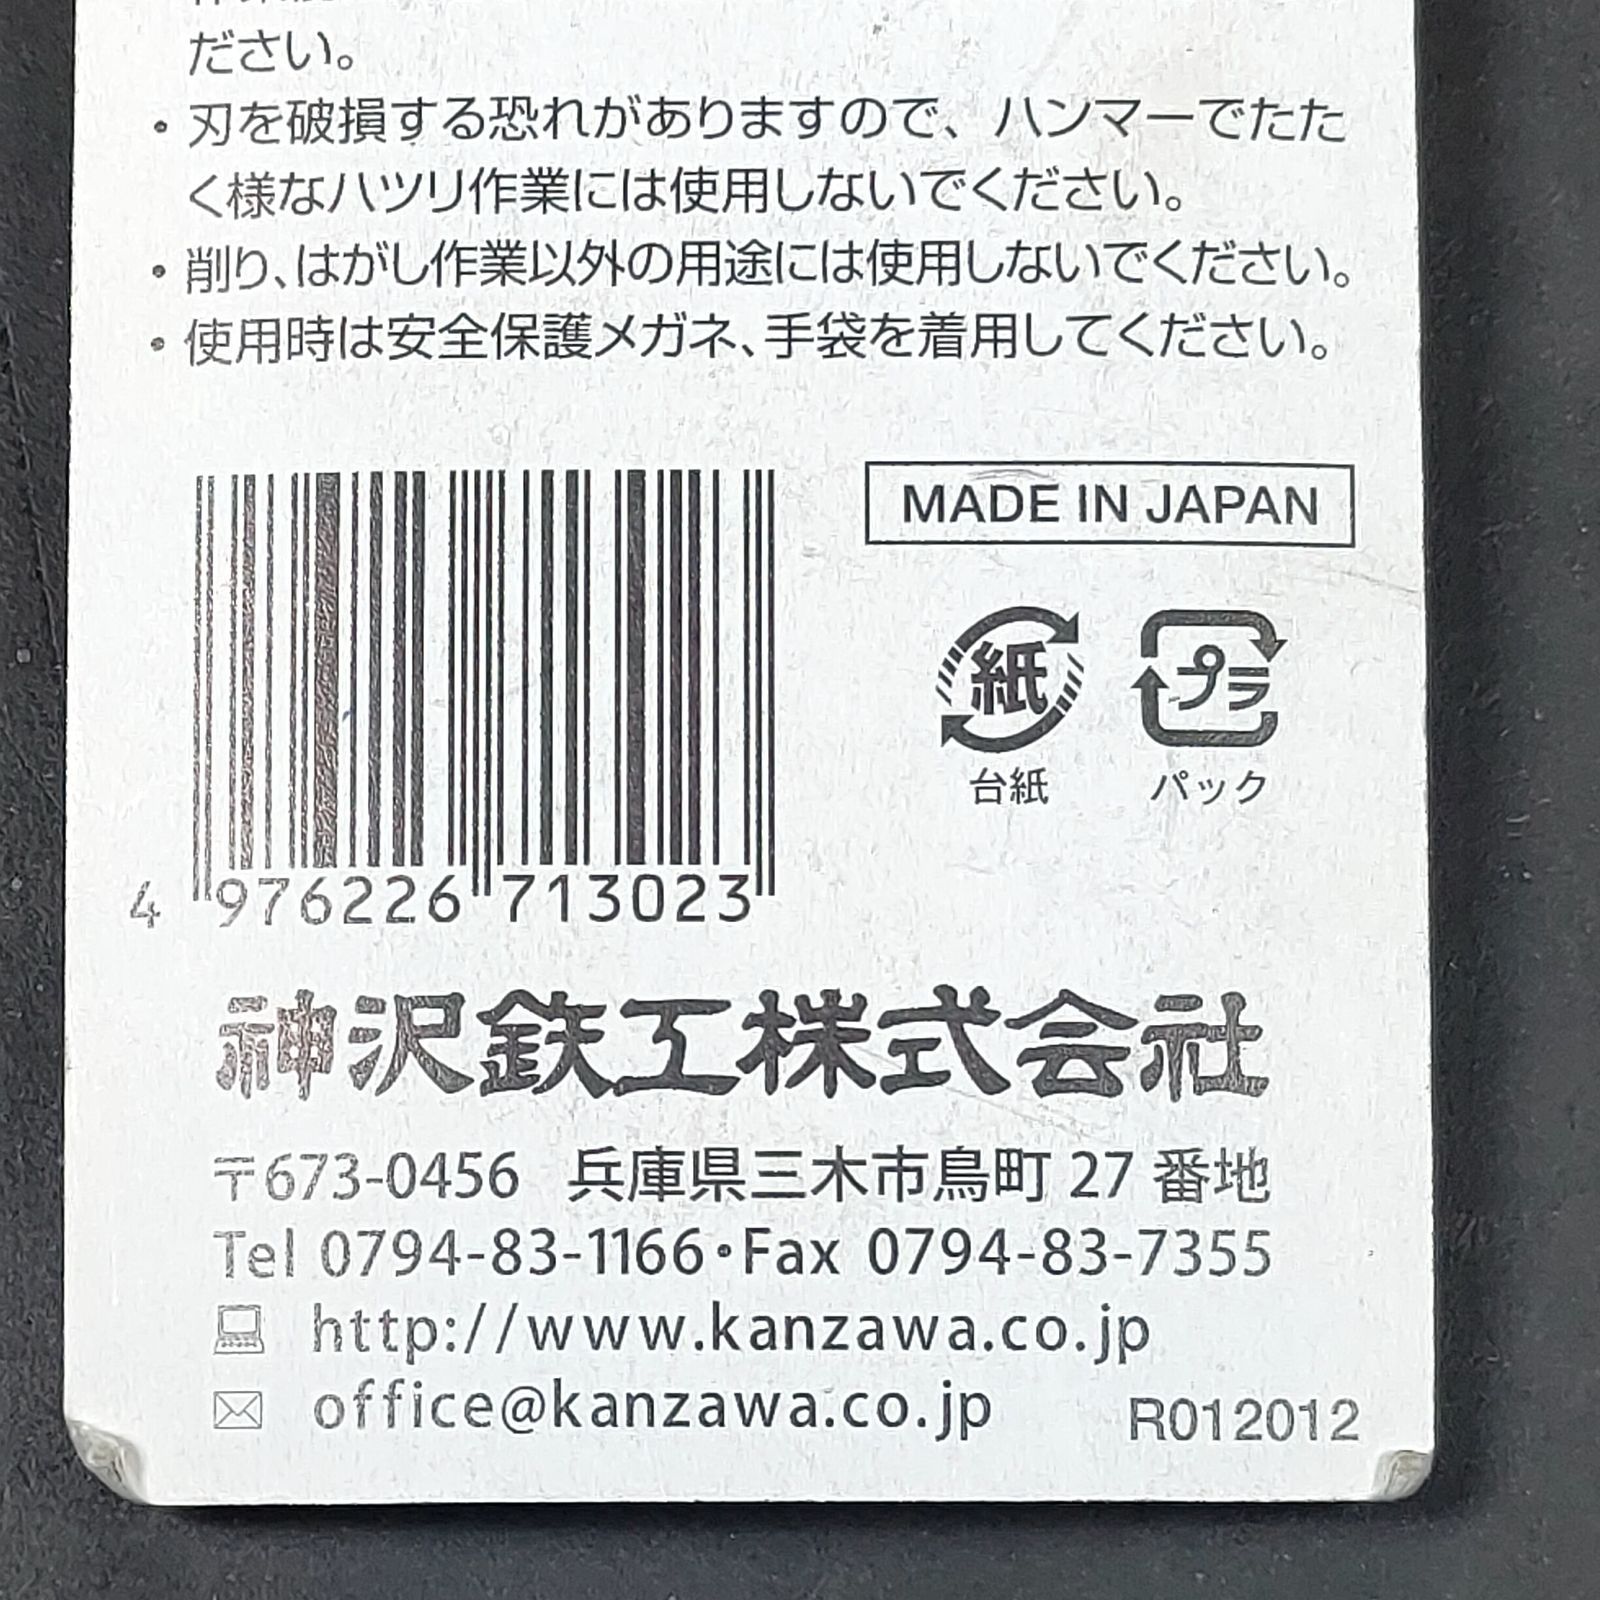 ださい。
・刃を破損する恐れがありますので、ハンマーでたた
く様なハツリ作業には使用しないでください。
・削り、はがし作業以外の用途には使用しないでください。
・使用時は安全保護メガネ、手袋を着用してください。
MADE IN JAPAN
紙
プラ
台紙
パック
4 976226 713023
神沢鉄工株式会社
〒673-0456 兵庫県三木市鳥町 27 番地
Tel 0794-83-1166・Fax 0794-83-7355
http://www.kanzawa.co.jp
office@kanzawa.co.jp
R012012